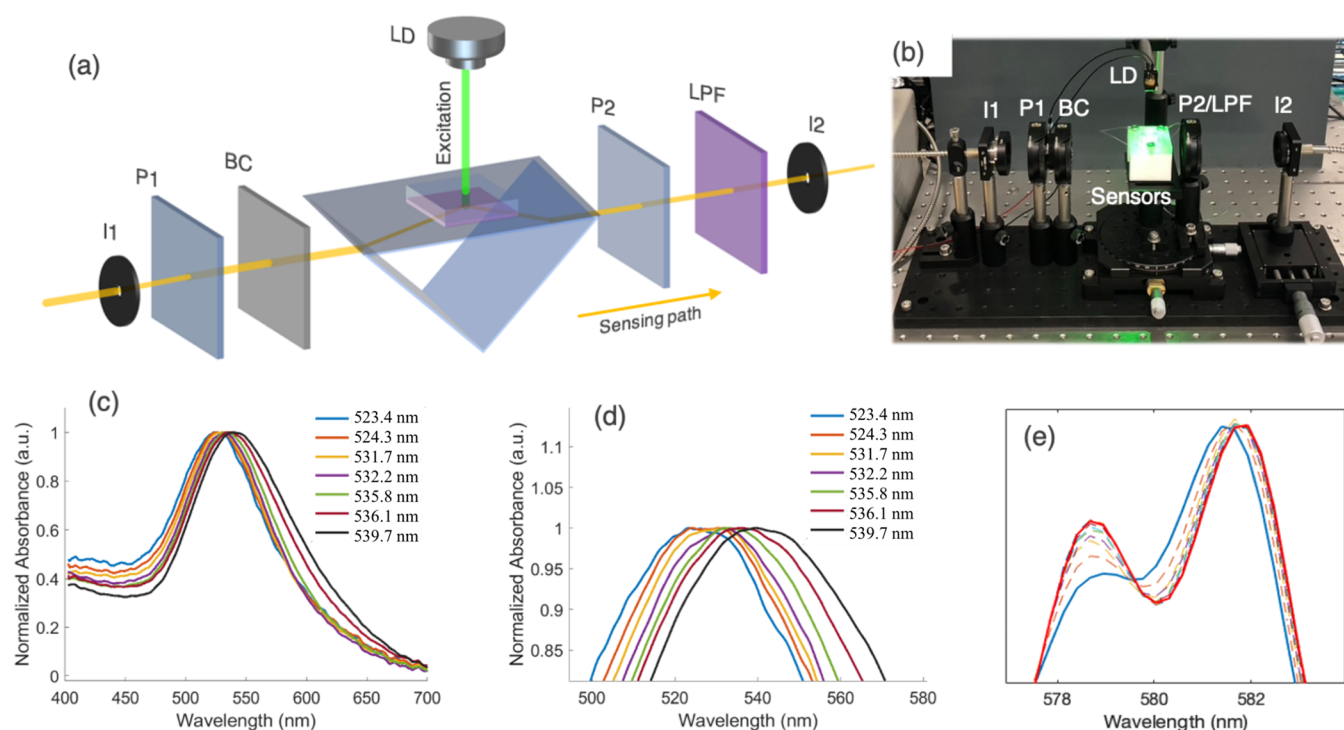 (a)
LD
Excitation
P1
BC
I1
P2
LPF
I2
Sensing path
(b)
LD
I1
P1
BC
P2/LPF
I2
Sensors
(c)
Normalized Absorbance (a.u.)
1
0.8
0.6
0.4
0.2
0
400
450
500
550
600
650
700
Wavelength (nm)
523.4 nm
524.3 nm
531.7 nm
532.2 nm
535.8 nm
536.1 nm
539.7 nm
(d)
Normalized Absorbance (a.u.)
1.1
1.05
1
0.95
0.9
0.85
500
520
540
560
580
Wavelength (nm)
523.4 nm
524.3 nm
531.7 nm
532.2 nm
535.8 nm
536.1 nm
539.7 nm
(e)
578
580
582
Wavelength (nm)